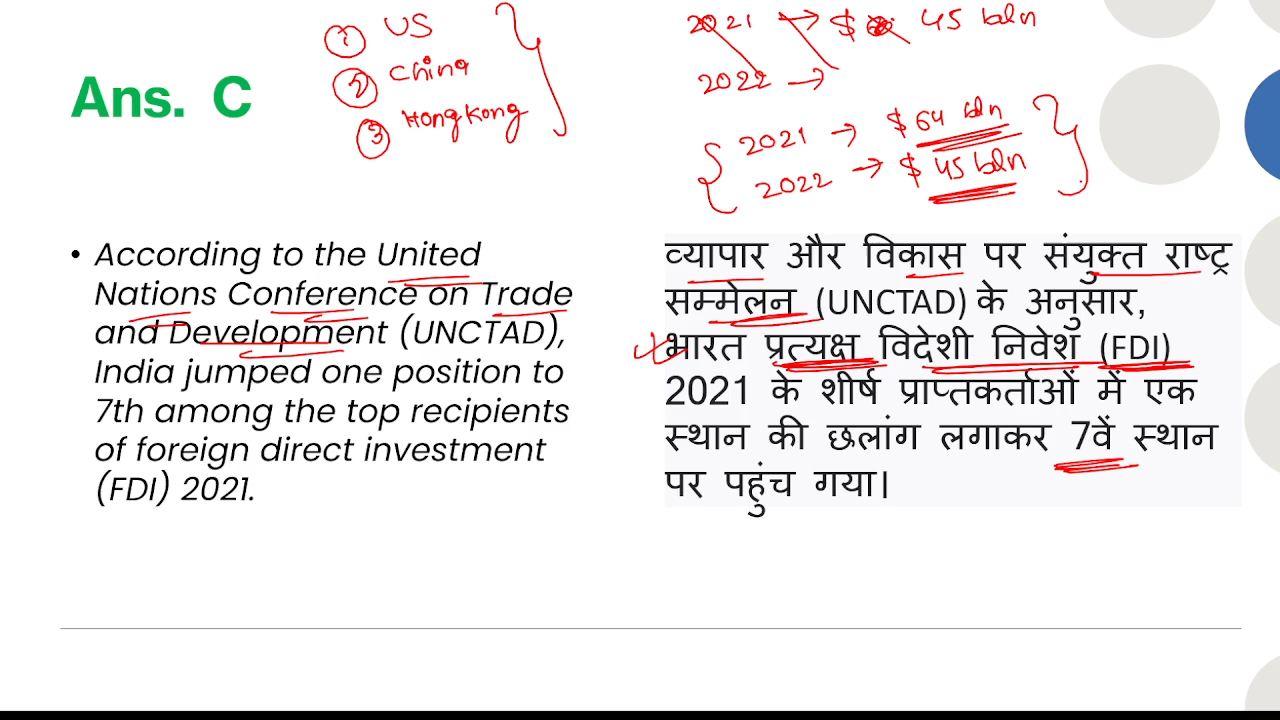 ① US
② China
③ HongKong
2021 → $ 45 bln
2022 →
2021 → $ 64 bln
2022 → $ 45 bln
Ans. C
• According to the United
Nations Conference on Trade
and Development (UNCTAD),
India jumped one position to
7th among the top recipients
of foreign direct investment
(FDI) 2021.
व्यापार और विकास पर संयुक्त राष्ट्र
सम्मेलन (UNCTAD) के अनुसार,
भारत प्रत्यक्ष विदेशी निवेश (FDI)
2021 के शीर्ष प्राप्तकर्ताओं में एक
स्थान की छलांग लगाकर 7वें स्थान
पर पहुंच गया।